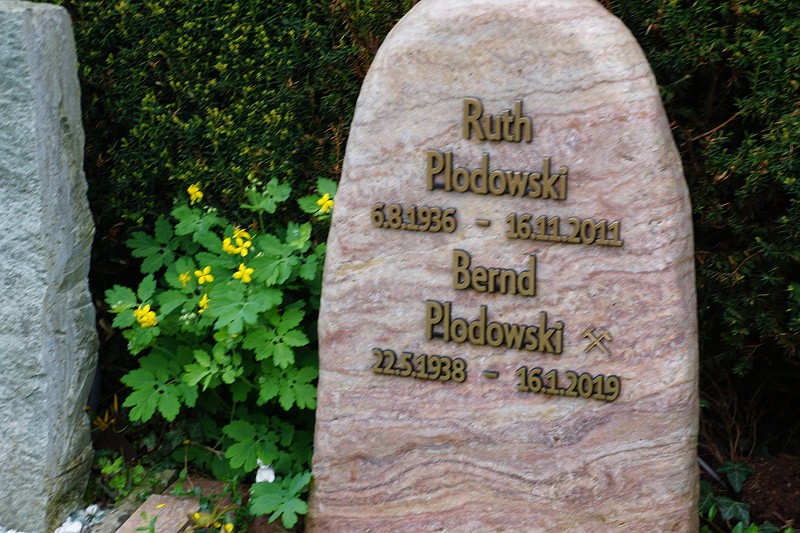 Ruth
Plodowski
6.8.1936 - 16.11.2011
Bernd
Plodowski
22.5.1938 - 16.1.2019